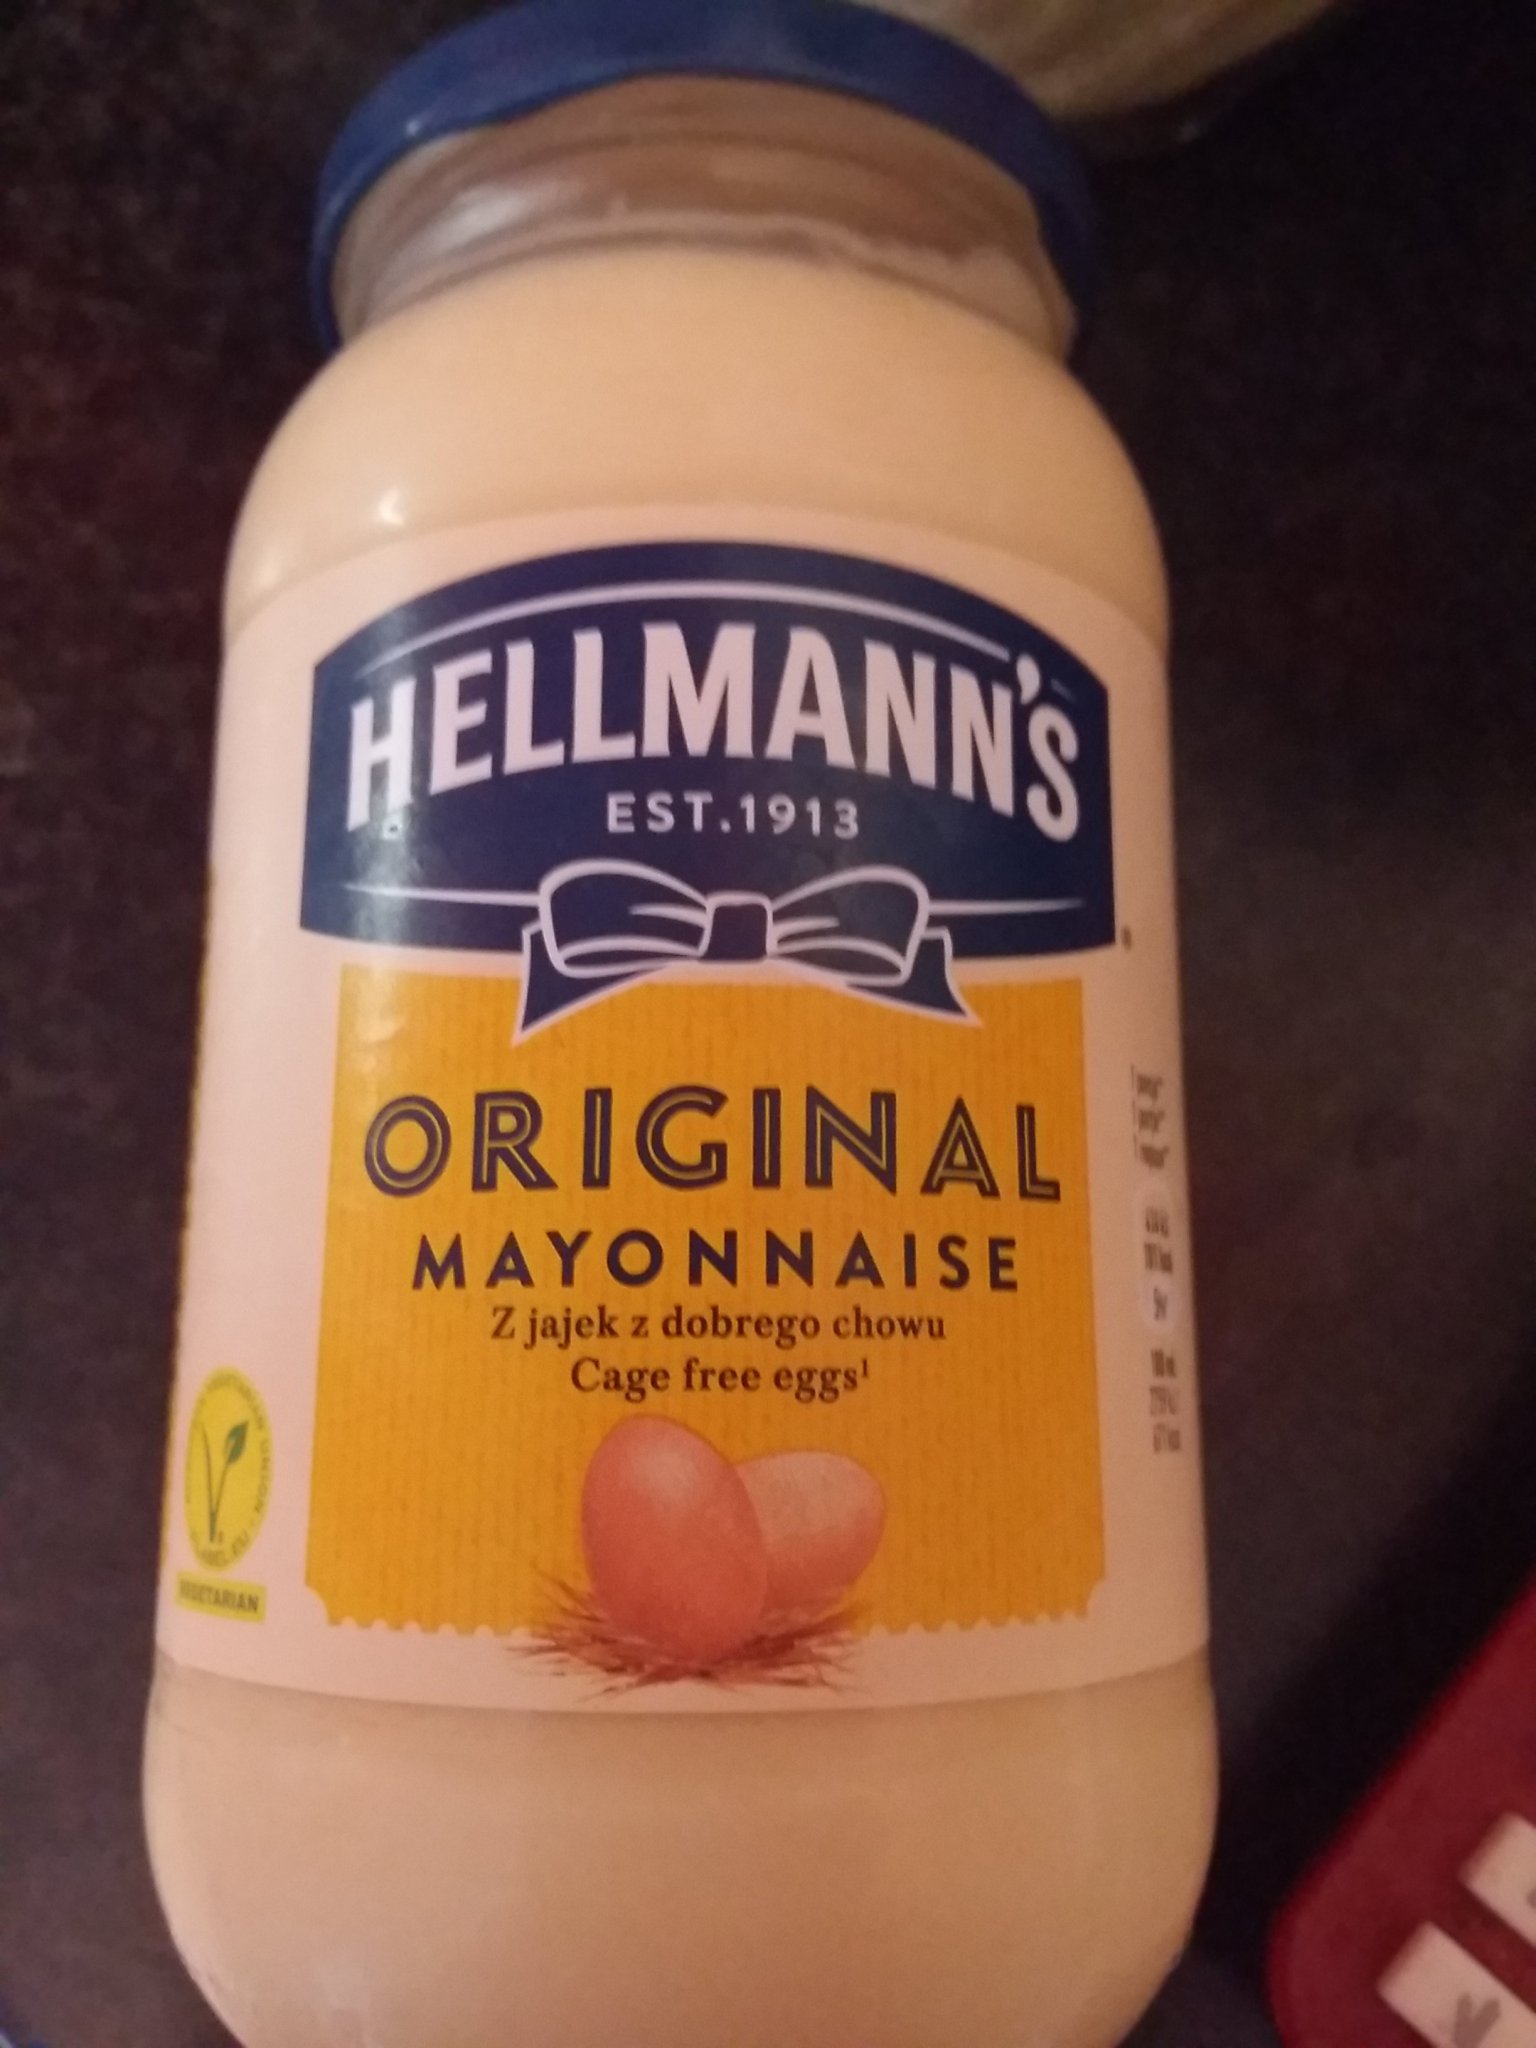 HELLMANN'S
EST.1913
ORIGINAL
MAYONNAISE
Z jajek z dobrego chowu
Cage free eggs¹
VEGETARIAN